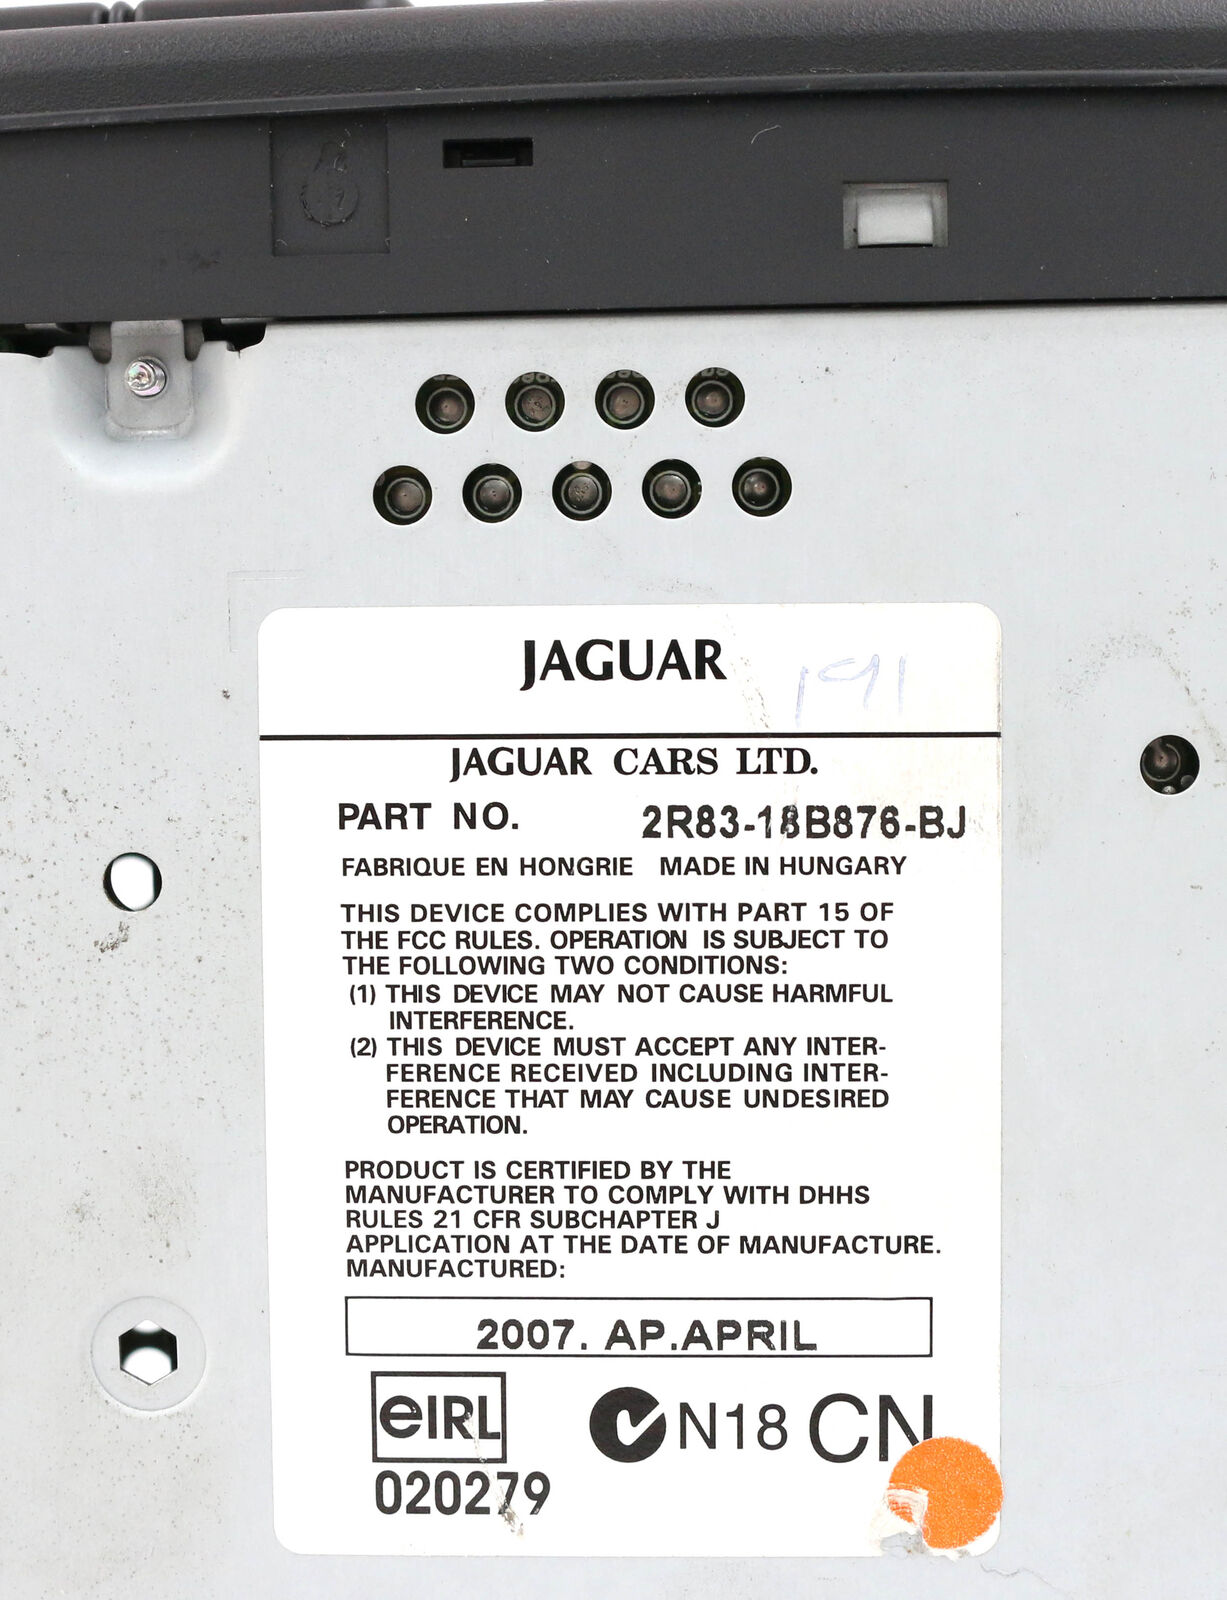 JAGUAR
191
JAGUAR CARS LTD.
PART NO. 2R83-18B876-BJ
FABRIQUE EN HONGRIE MADE IN HUNGARY
THIS DEVICE COMPLIES WITH PART 15 OF
THE FCC RULES. OPERATION IS SUBJECT TO
THE FOLLOWING TWO CONDITIONS:
(1) THIS DEVICE MAY NOT CAUSE HARMFUL
INTERFERENCE.
(2) THIS DEVICE MUST ACCEPT ANY INTER-
FERENCE RECEIVED INCLUDING INTER-
FERENCE THAT MAY CAUSE UNDESIRED
OPERATION.
PRODUCT IS CERTIFIED BY THE
MANUFACTURER TO COMPLY WITH DHHS
RULES 21 CFR SUBCHAPTER J
APPLICATION AT THE DATE OF MANUFACTURE.
MANUFACTURED:
2007. AP.APRIL
eIRL N18 CN
020279